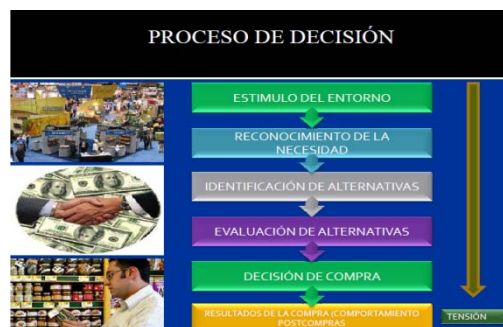 PROCESO DE DECISIÓN
ESTIMULO DEL ENTORNO
RECONOCIMIENTO DE LA
NECESIDAD
IDENTIFICACIÓN DE ALTERNATIVAS
EVALUACIÓN DE ALTERNATIVAS
DECISIÓN DE COMPRA
RESULTADOS DE LA COMPRA (COMPORTAMIENTO
POSTCOMPRAS
TENSIÓN